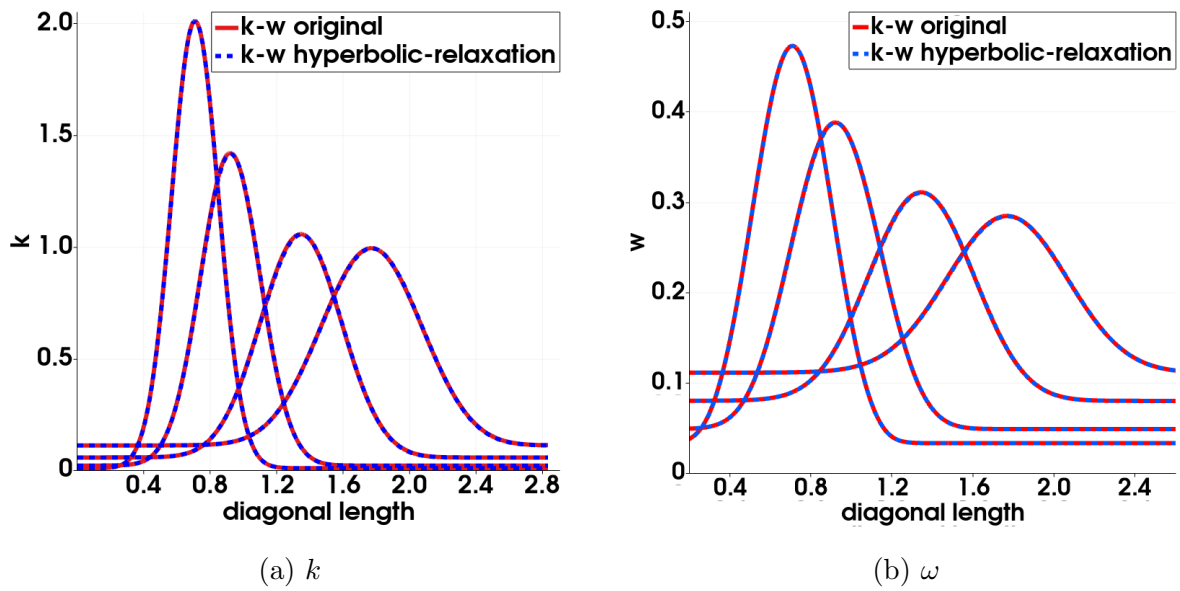 2.0
1.5
1.0
0.5
0
k
0.4 0.8 1.2 1.6 2.0 2.4 2.8
diagonal length
k-w original
k-w hyperbolic-relaxation
(a) k
0.5
0.4
0.3
0.2
0.1
0
w
0.4 0.8 1.2 1.6 2.0 2.4
diagonal length
k-w original
k-w hyperbolic-relaxation
(b) ω